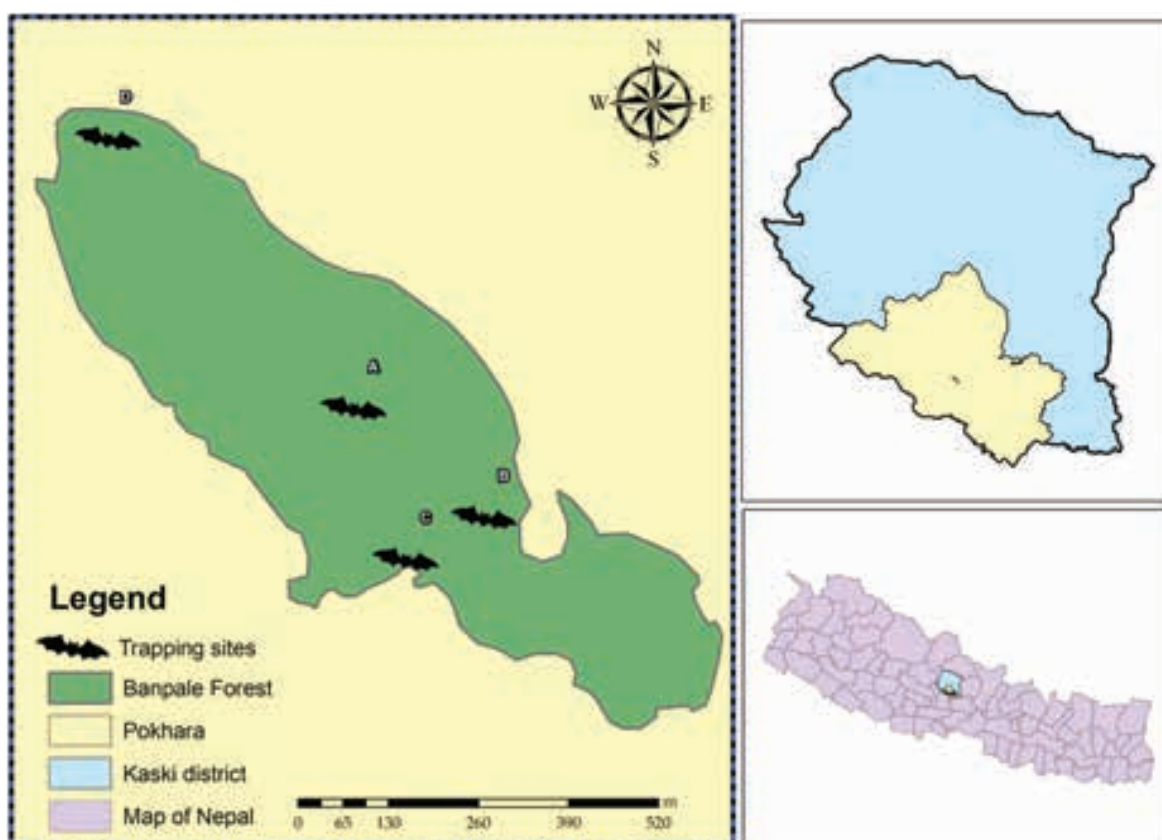 D
N
W E
S
A
B
C
Legend
Trapping sites
Banpale Forest
Pokhara
Kaski district
Map of Nepal
m
0 65 130 260 390 520